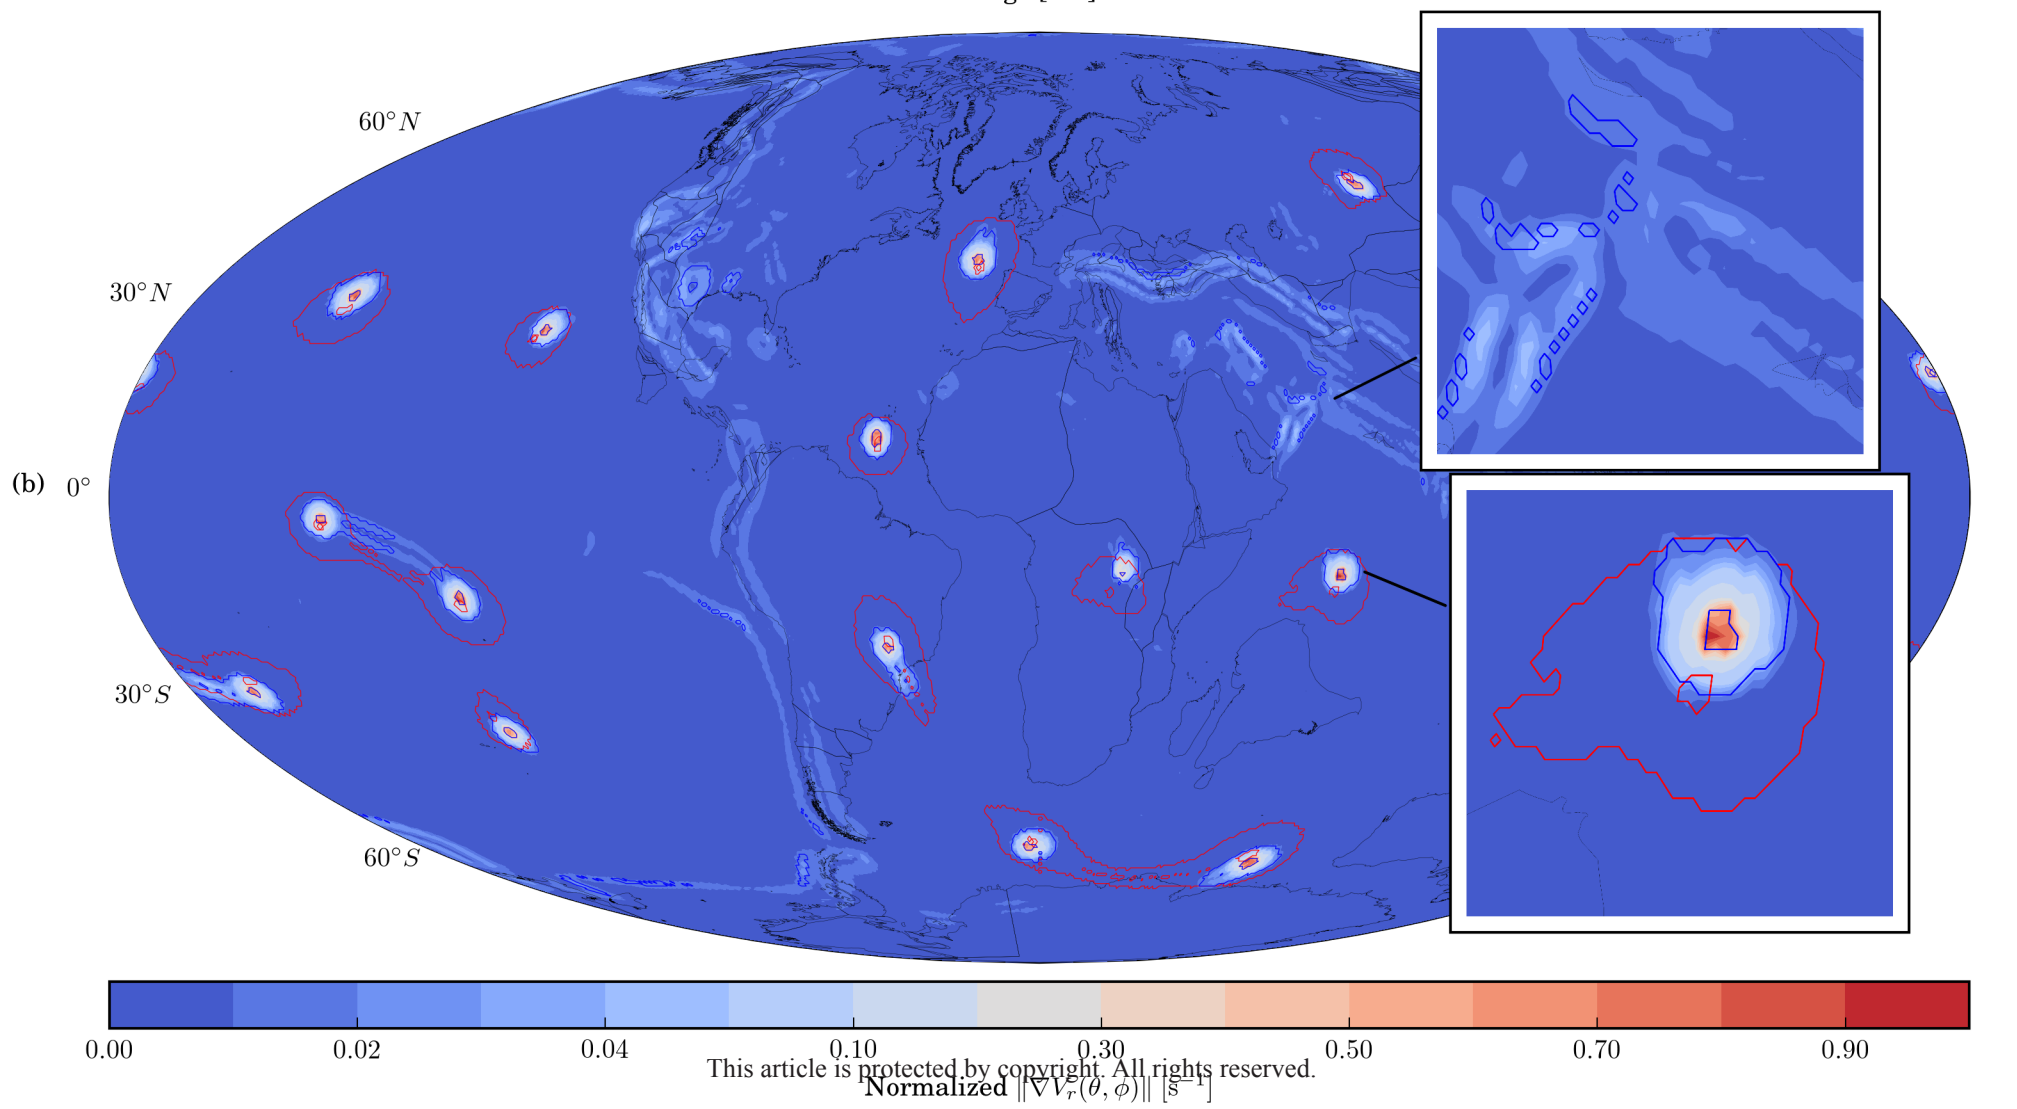 60°N
30°N
(b) 0°
30°S
60°S
0.00 0.02 0.04 0.10 0.30 0.50 0.70 0.90
This article is protected by copyright. All rights reserved.
Normalized ‖∇V_r(θ, ϕ)‖ [s⁻¹]